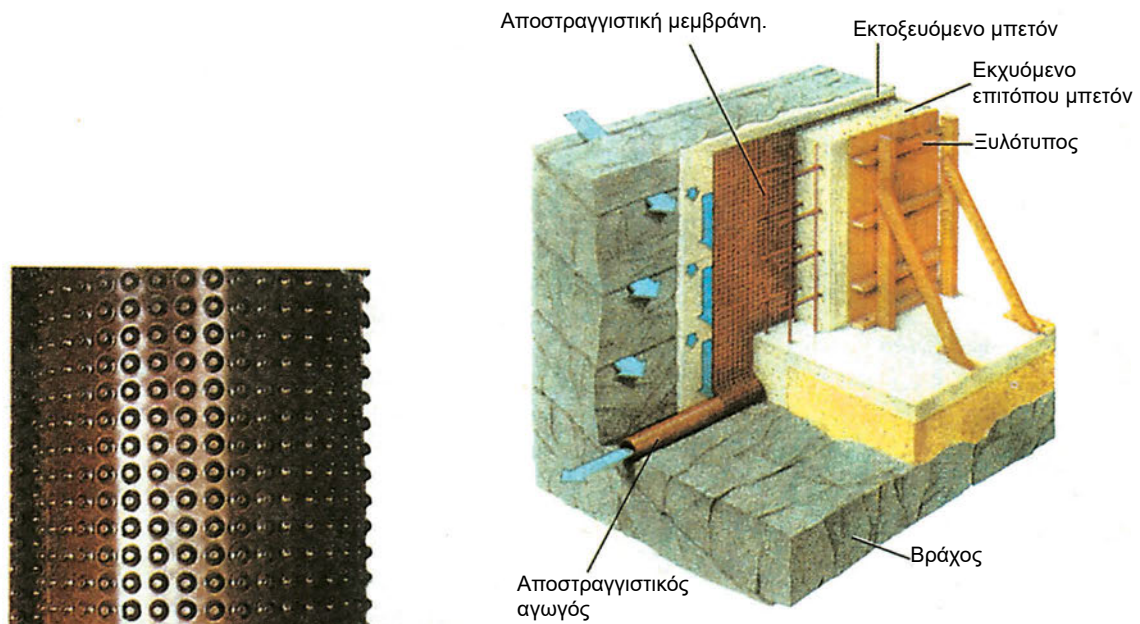 Αποστραγγιστική μεμβράνη.
Εκτοξευόμενο μπετόν
Εκχυόμενο
επιτόπου μπετόν
Ξυλότυπος
Βράχος
Αποστραγγιστικός
αγωγός